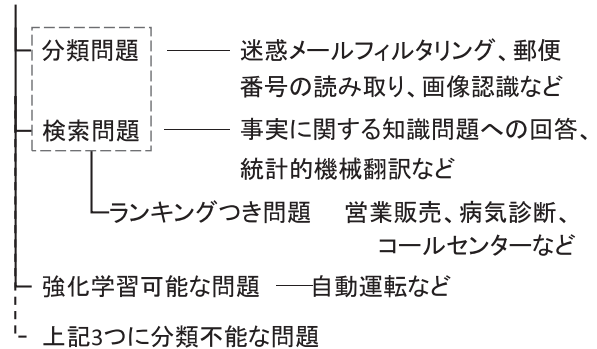 分類問題 迷惑メールフィルタリング、郵便
番号の読み取り、画像認識など
検索問題 事実に関する知識問題への回答、
統計的機械翻訳など
ランキングつき問題 営業販売、病気診断、
コールセンターなど
強化学習可能な問題 自動運転など
上記3つに分類不能な問題